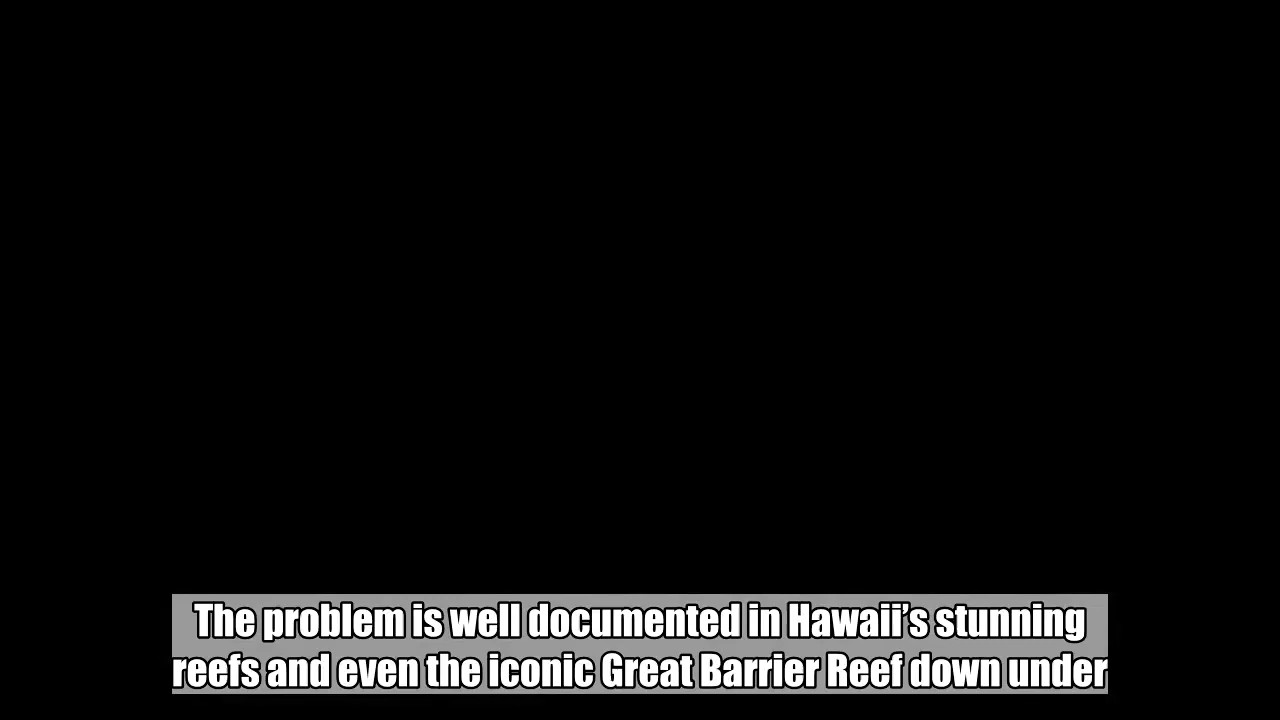 The problem is well documented in Hawaii’s stunning
reefs and even the iconic Great Barrier Reef down under